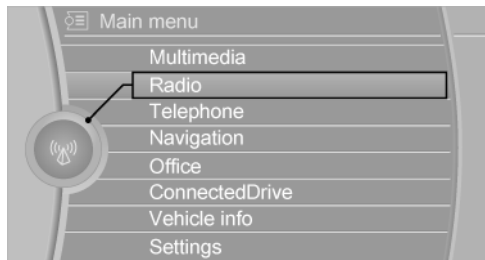 Main menu
Multimedia
Radio
Telephone
Navigation
Office
ConnectedDrive
Vehicle info
Settings